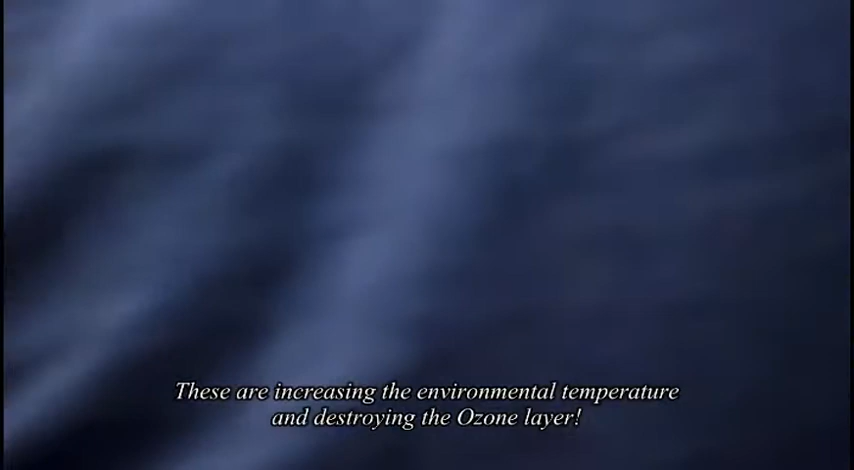 These are increasing the environmental temperature
and destroying the Ozone layer!